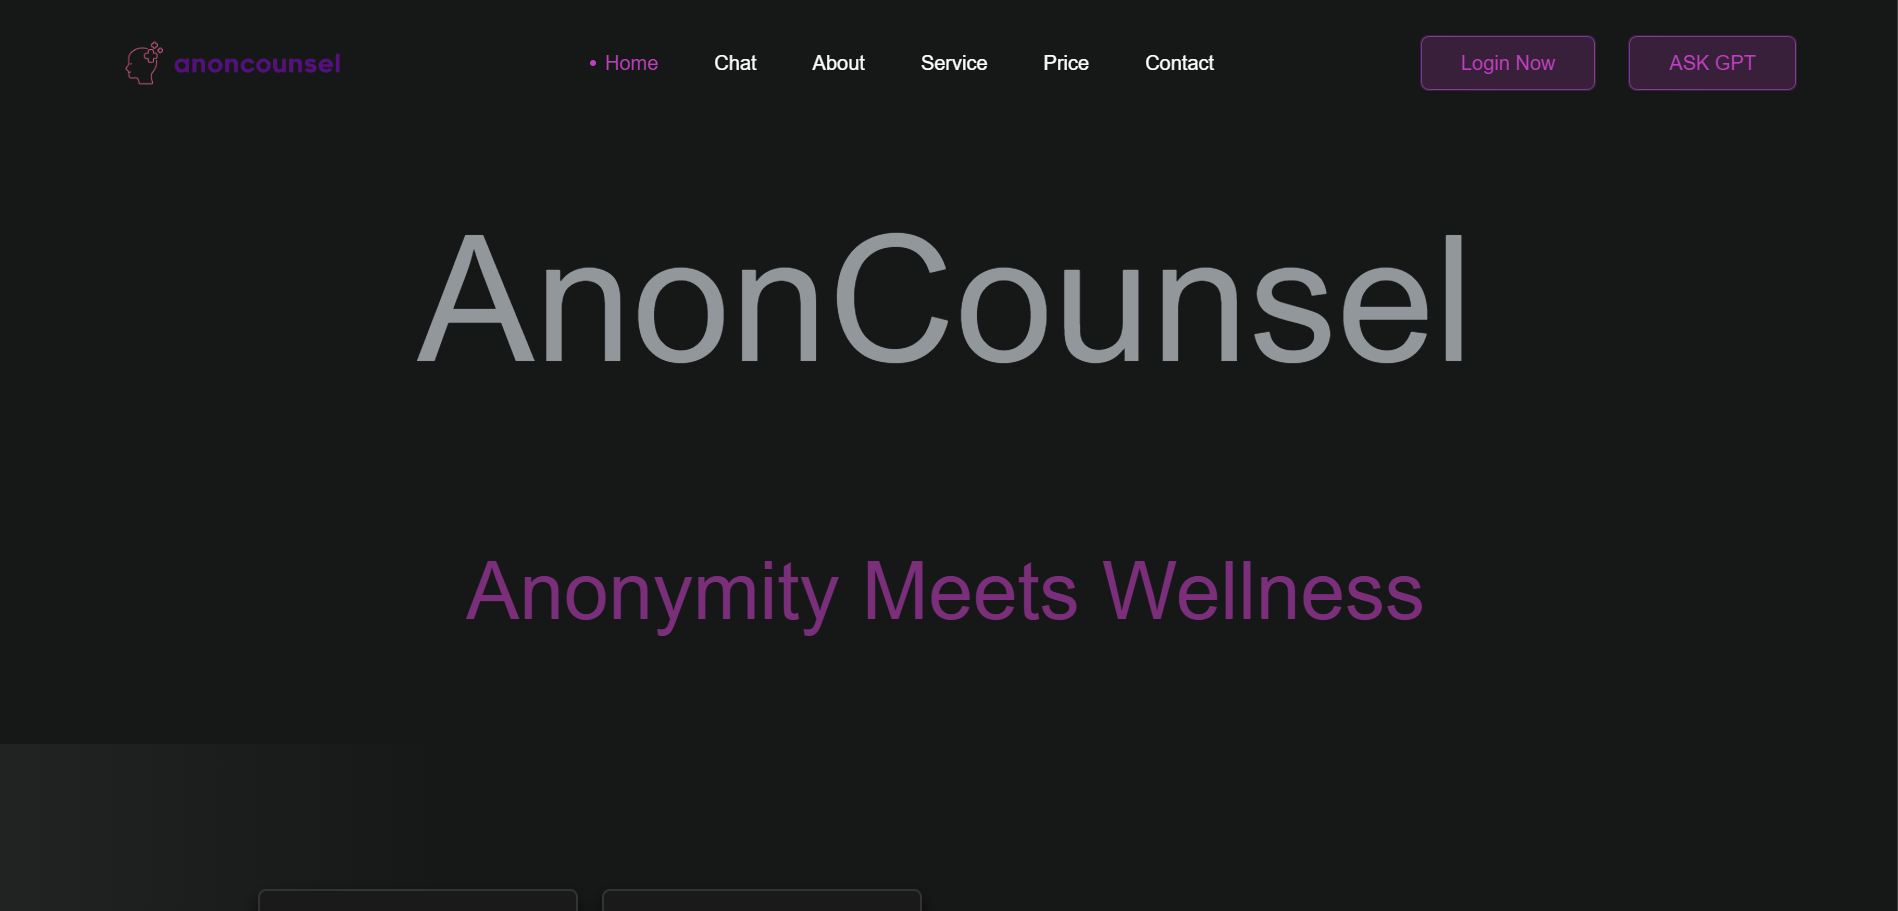 anoncounsel
Home Chat About Service Price Contact
Login Now ASK GPT
AnonCounsel
Anonymity Meets Wellness